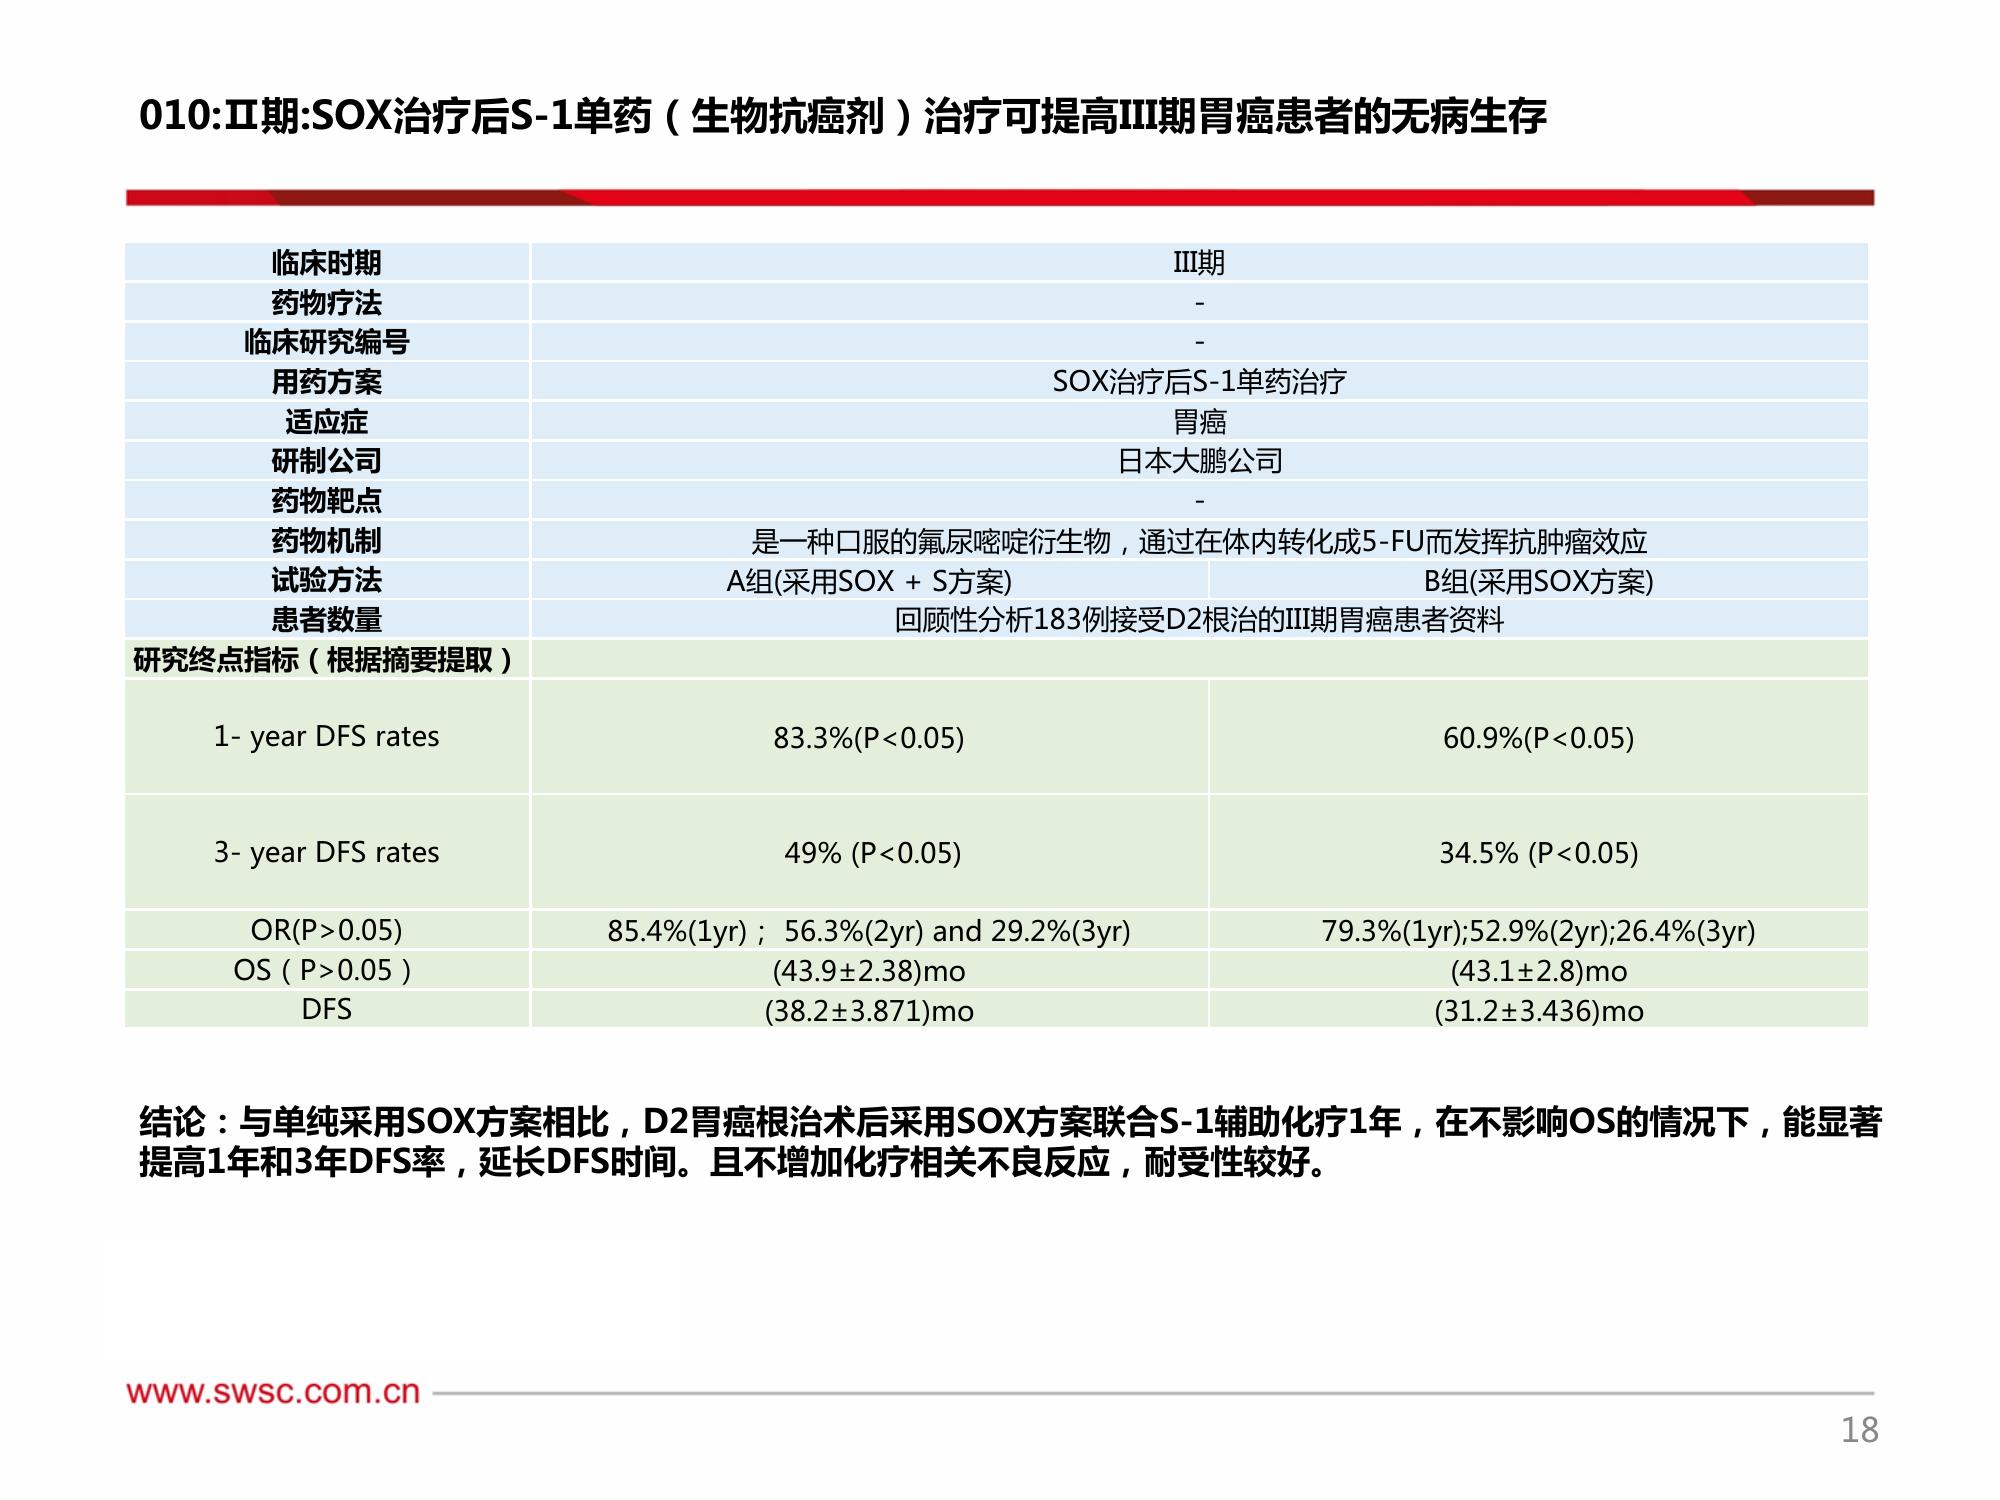 010:Ⅱ期:SOX治疗后S-1单药（生物抗癌剂）治疗可提高III期胃癌患者的无病生存
临床时期 III期
药物疗法 -
临床研究编号 -
用药方案 SOX治疗后S-1单药治疗
适应症 胃癌
研制公司 日本大鹏公司
药物靶点 -
药物机制 是一种口服的氟尿嘧啶衍生物，通过在体内转化成5-FU而发挥抗肿瘤效应
试验方法 A组(采用SOX + S方案) B组(采用SOX方案)
患者数量 回顾性分析183例接受D2根治的III期胃癌患者资料
研究终点指标（根据摘要提取）
1- year DFS rates 83.3%(P<0.05) 60.9%(P<0.05)
3- year DFS rates 49% (P<0.05) 34.5% (P<0.05)
OR(P>0.05) 85.4%(1yr)； 56.3%(2yr) and 29.2%(3yr) 79.3%(1yr);52.9%(2yr);26.4%(3yr)
OS（P>0.05） (43.9±2.38)mo (43.1±2.8)mo
DFS (38.2±3.871)mo (31.2±3.436)mo
结论：与单纯采用SOX方案相比，D2胃癌根治术后采用SOX方案联合S-1辅助化疗1年，在不影响OS的情况下，能显著
提高1年和3年DFS率，延长DFS时间。且不增加化疗相关不良反应，耐受性较好。
www.swsc.com.cn
18